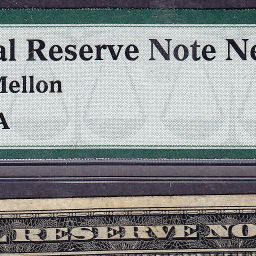 al Reserve Note Ne
Mellon
A
L RESERVE NO